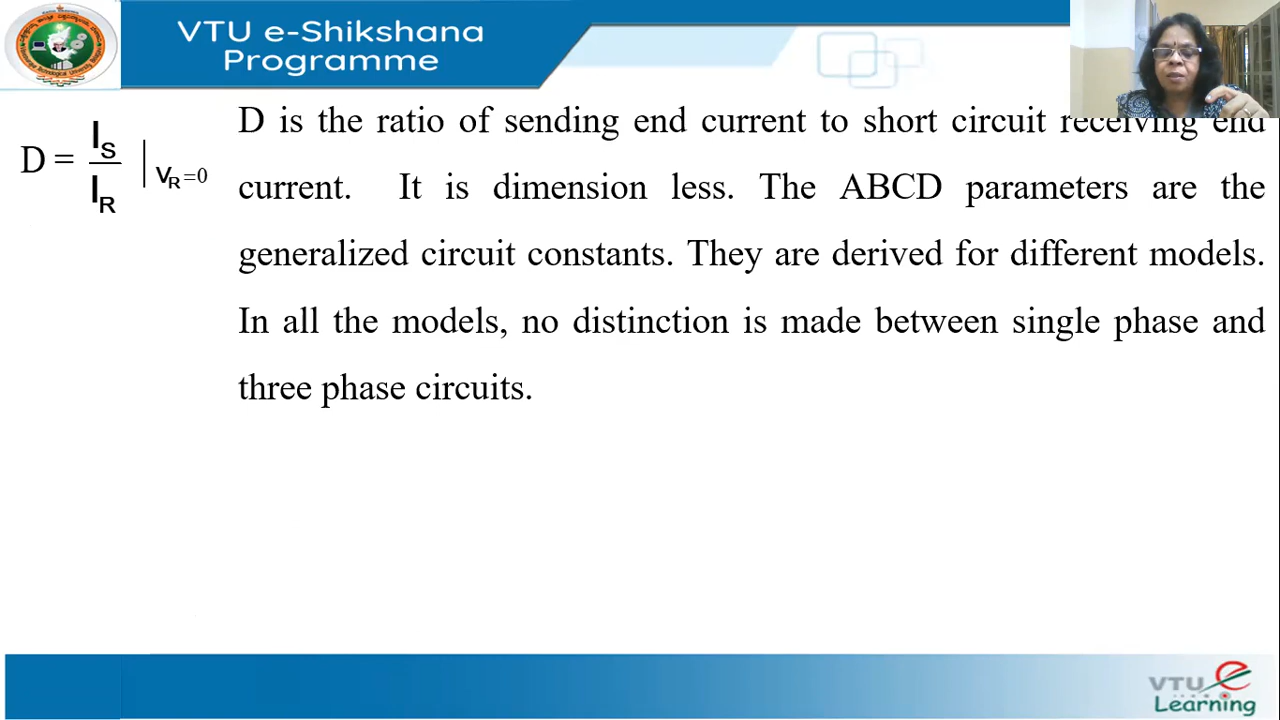 VTU e-Shikshana
Programme
D = I_S / I_R | V_R=0
D is the ratio of sending end current to short circuit receiving end
current. It is dimension less. The ABCD parameters are the
generalized circuit constants. They are derived for different models.
In all the models, no distinction is made between single phase and
three phase circuits.
VTU e
Learning